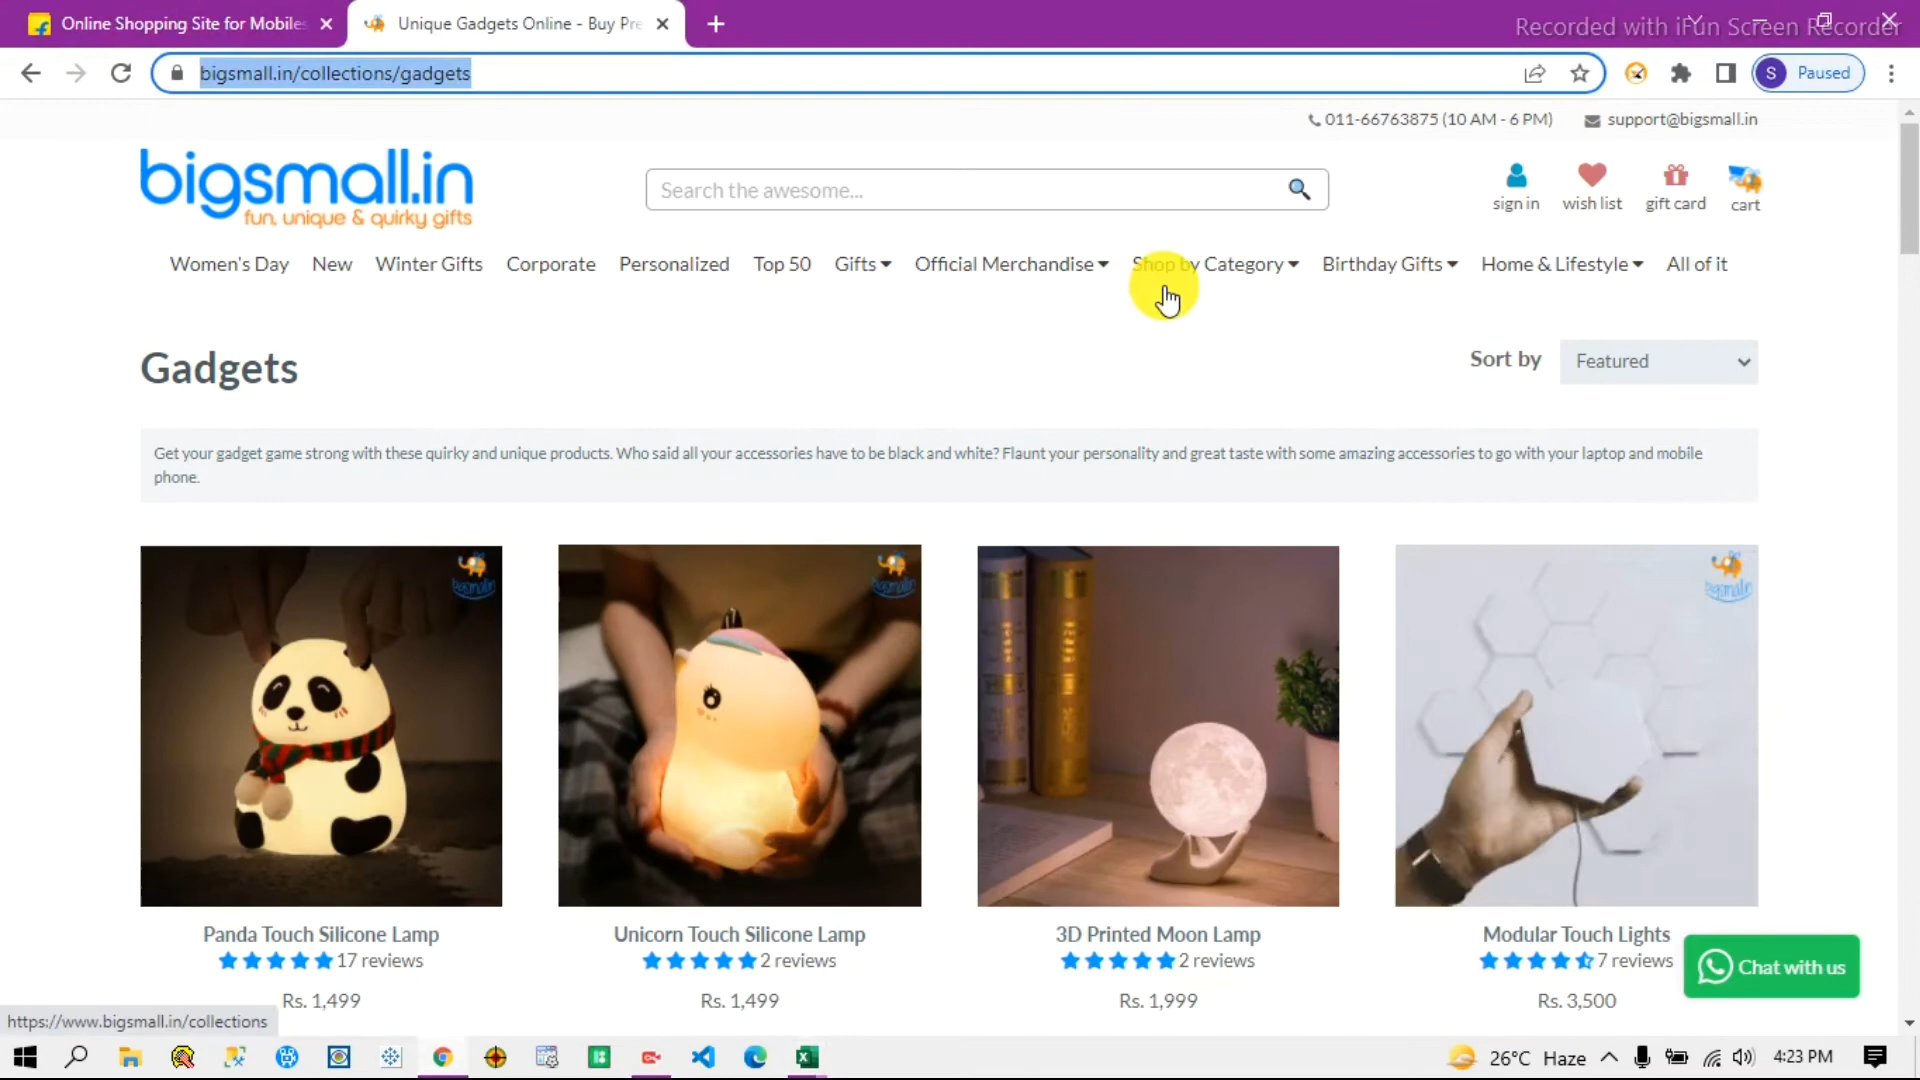 Online Shopping Site for Mobiles
Unique Gadgets Online - Buy Pre
Recorded with iFun Screen Recorder
bigsmall.in/collections/gadgets
S Paused
011-66763875 (10 AM - 6 PM) support@bigsmall.in
bigsmall.in
fun, unique & quirky gifts
Search the awesome...
sign in wish list gift card cart
Women's Day New Winter Gifts Corporate Personalized Top 50 Gifts Official Merchandise Shop by Category Birthday Gifts Home & Lifestyle All of it
Gadgets
Sort by Featured
Get your gadget game strong with these quirky and unique products. Who said all your accessories have to be black and white? Flaunt your personality and great taste with some amazing accessories to go with your laptop and mobile
phone.
bigsmall.in bigsmall.in bigsmall.in
Panda Touch Silicone Lamp Unicorn Touch Silicone Lamp 3D Printed Moon Lamp Modular Touch Lights
17 reviews 2 reviews 2 reviews 7 reviews
Chat with us
Rs. 1,499 Rs. 1,499 Rs. 1,999 Rs. 3,500
https://www.bigsmall.in/collections
26°C Haze 4:23 PM